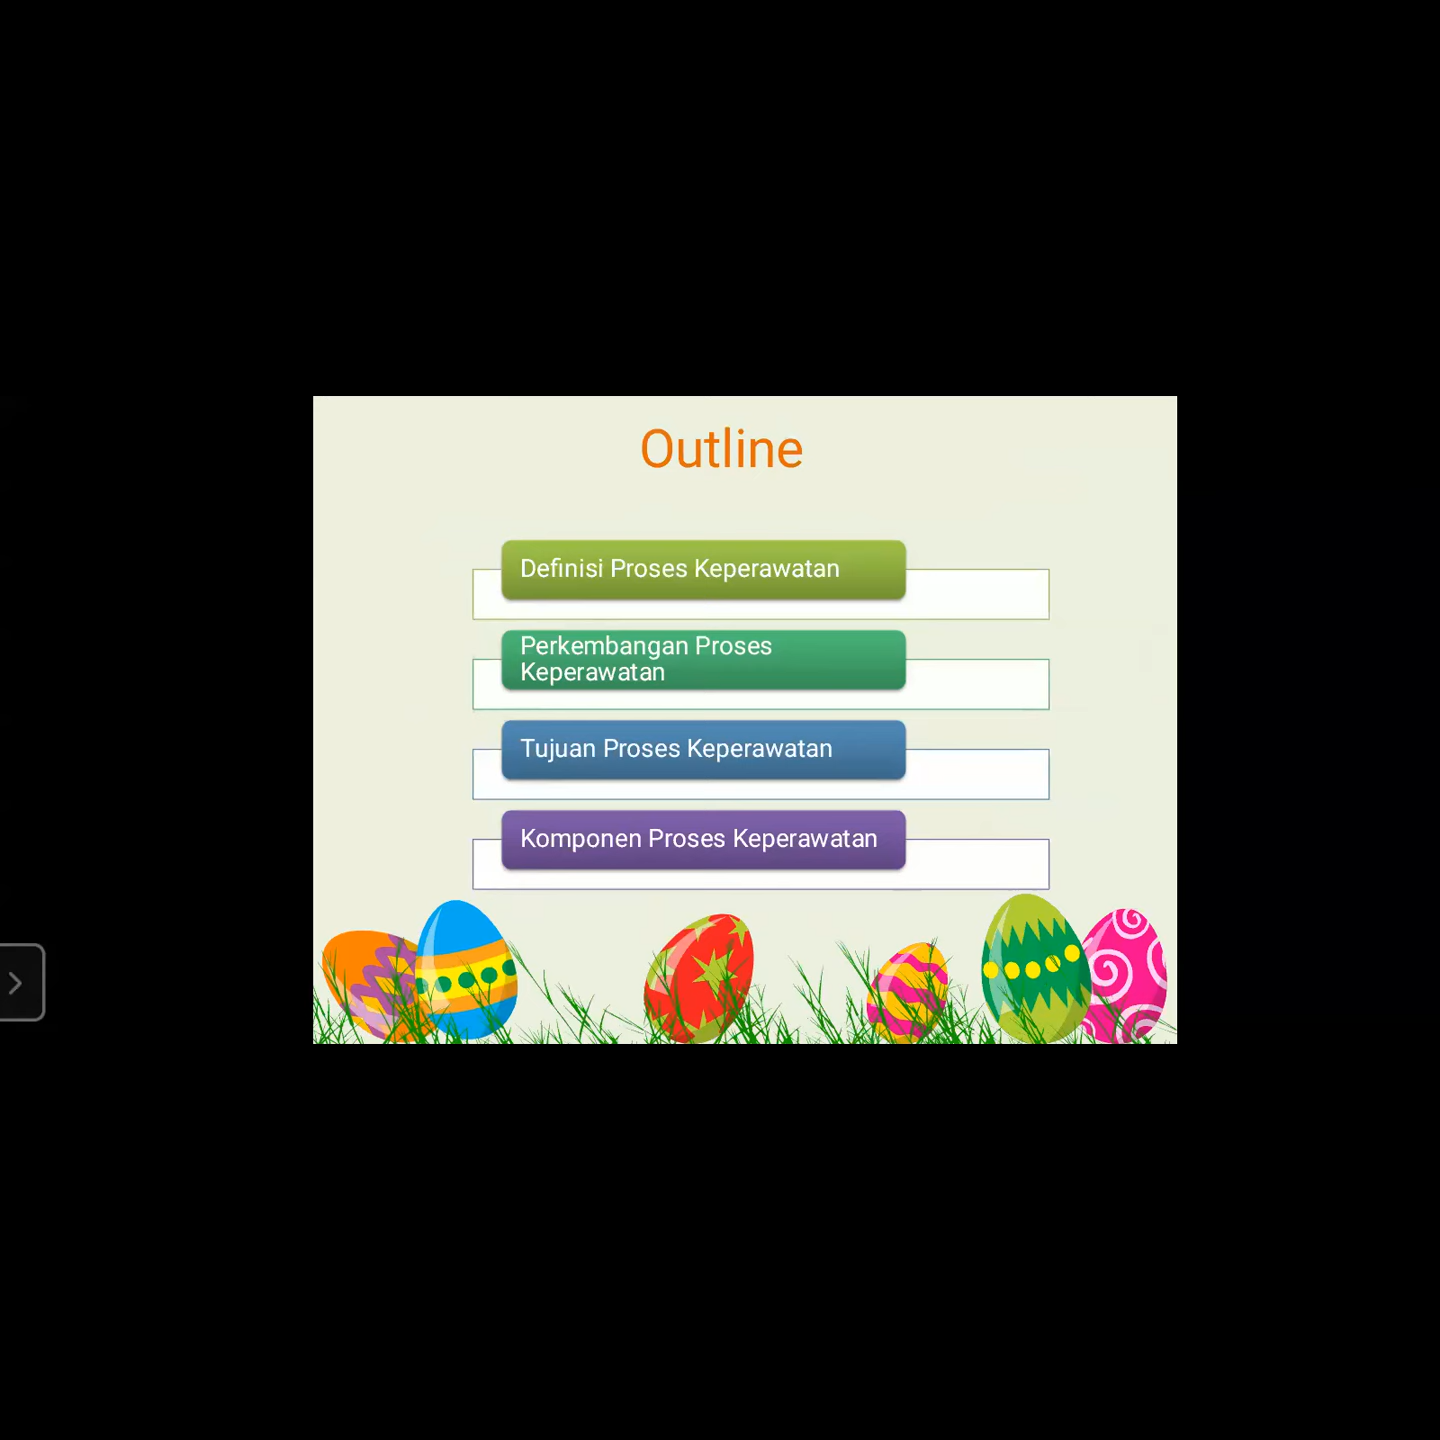 Outline
Definisi Proses Keperawatan
Perkembangan Proses
Keperawatan
Tujuan Proses Keperawatan
Komponen Proses Keperawatan